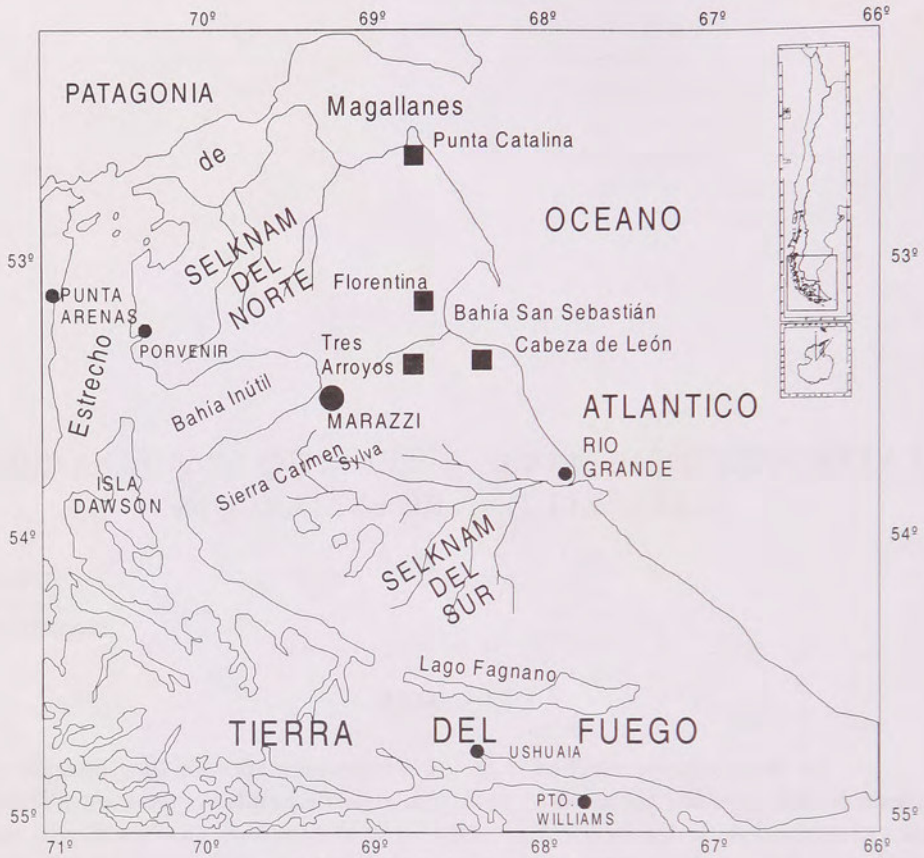 70º 69º 68º 67º 66º
PATAGONIA
Magallanes
de
Punta Catalina
OCEANO
SELKNAM
DEL
NORTE
53º
53º
Florentina
PUNTA
ARENAS
Bahía San Sebastián
PORVENIR
Tres
Arroyos
Cabeza de León
Estrecho
Bahía Inútil
MARAZZI
ATLANTICO
RIO
GRANDE
Sierra Carmen
Sylva
ISLA
DAWSON
54º
54º
SELKNAM
DEL
SUR
Lago Fagnano
TIERRA DEL FUEGO
USHUAIA
PTO.
WILLIAMS
55º
55º
71º 70º 69º 68º 67º 66º